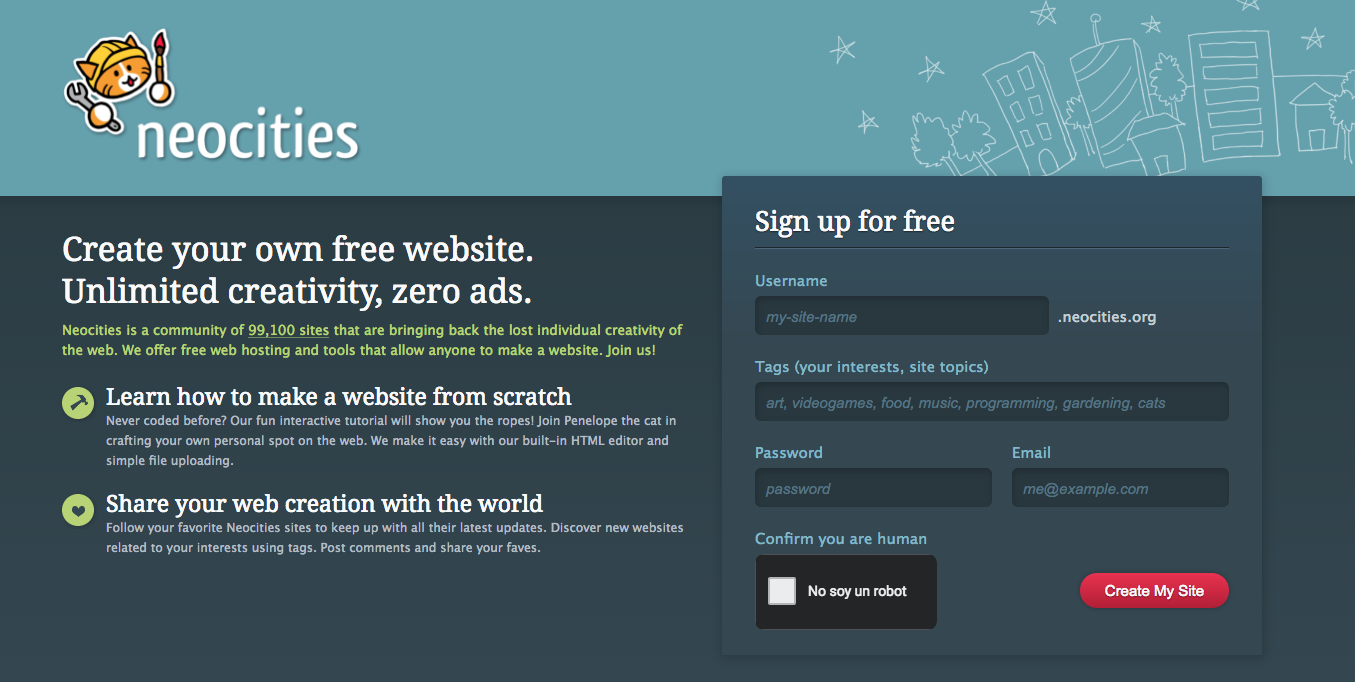 neocities
Create your own free website.
Unlimited creativity, zero ads.
Neocities is a community of 99,100 sites that are bringing back the lost individual creativity of
the web. We offer free web hosting and tools that allow anyone to make a website. Join us!
Learn how to make a website from scratch
Never coded before? Our fun interactive tutorial will show you the ropes! Join Penelope the cat in
crafting your own personal spot on the web. We make it easy with our built-in HTML editor and
simple file uploading.
Share your web creation with the world
Follow your favorite Neocities sites to keep up with all their latest updates. Discover new websites
related to your interests using tags. Post comments and share your faves.
Sign up for free
Username
my-site-name .neocities.org
Tags (your interests, site topics)
art, videogames, food, music, programming, gardening, cats
Password Email
password me@example.com
Confirm you are human
No soy un robot Create My Site